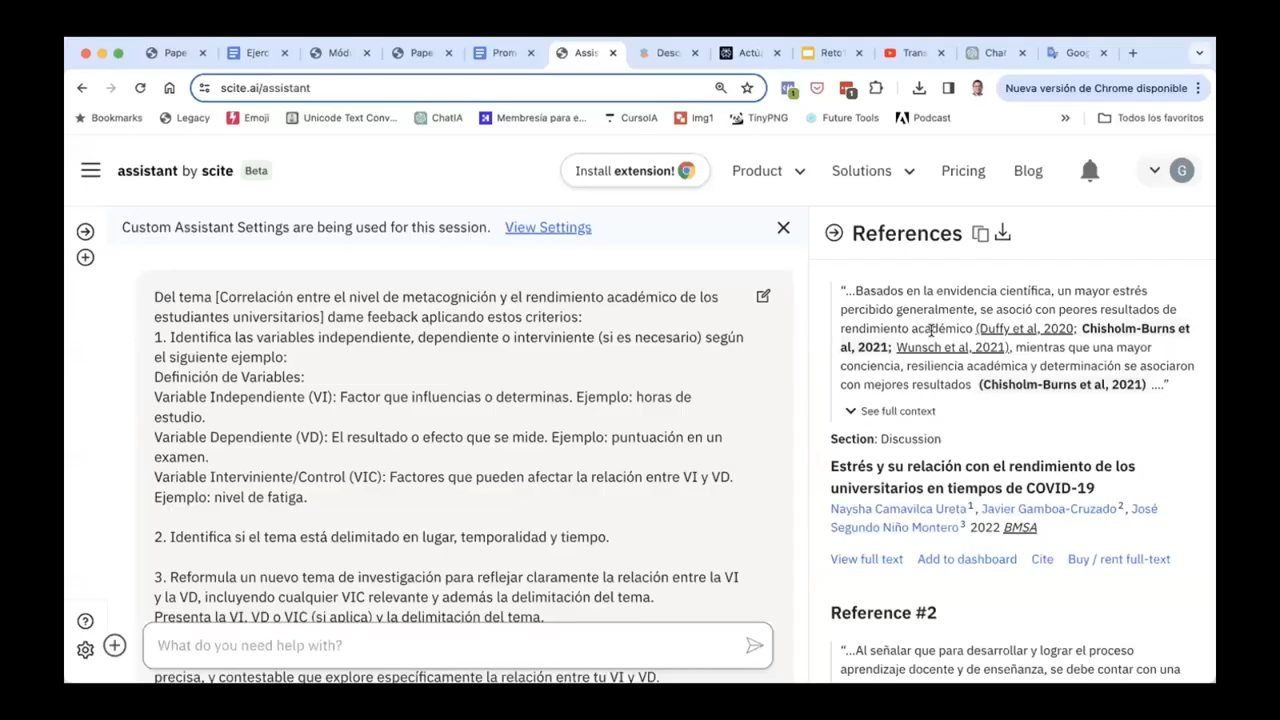 Pape
Ejerc
Mód
Pape
Prom
Assis
Desc
Actú
Reto
Trans
Chat
Goog
scite.ai/assistant
Nueva versión de Chrome disponible
Bookmarks
Legacy
Emoji
Unicode Text Conv...
ChatIA
Membresía para e...
CursoIA
Img1
TinyPNG
Future Tools
Podcast
Todos los favoritos
assistant by scite Beta
Install extension!
Product
Solutions
Pricing
Blog
G
Custom Assistant Settings are being used for this session. View Settings
Del tema [Correlación entre el nivel de metacognición y el rendimiento académico de los
estudiantes universitarios] dame feeback aplicando estos criterios:
1. Identifica las variables independiente, dependiente o interviniente (si es necesario) según
el siguiente ejemplo:
Definición de Variables:
Variable Independiente (VI): Factor que influencias o determinas. Ejemplo: horas de
estudio.
Variable Dependiente (VD): El resultado o efecto que se mide. Ejemplo: puntuación en un
examen.
Variable Interviniente/Control (VIC): Factores que pueden afectar la relación entre VI y VD.
Ejemplo: nivel de fatiga.
2. Identifica si el tema está delimitado en lugar, temporalidad y tiempo.
3. Reformula un nuevo tema de investigación para reflejar claramente la relación entre la VI
y la VD, incluyendo cualquier VIC relevante y además la delimitación del tema.
Presenta la VI, VD o VIC (si aplica) y la delimitación del tema.
What do you need help with?
precisa, y contestable que explore específicamente la relación entre tu VI y VD.
References
“...Basados en la envidencia científica, un mayor estrés
percibido generalmente, se asoció con peores resultados de
rendimiento académico (Duffy et al, 2020; Chisholm-Burns et
al, 2021; Wunsch et al, 2021), mientras que una mayor
conciencia, resiliencia académica y determinación se asociaron
con mejores resultados (Chisholm-Burns et al, 2021) ....”
See full context
Section: Discussion
Estrés y su relación con el rendimiento de los
universitarios en tiempos de COVID-19
Naysha Camavilca Ureta 1, Javier Gamboa-Cruzado 2, José
Segundo Niño Montero 3 2022 BMSA
View full text Add to dashboard Cite Buy / rent full-text
Reference #2
“...Al señalar que para desarrollar y lograr el proceso
aprendizaje docente y de enseñanza, se debe contar con una